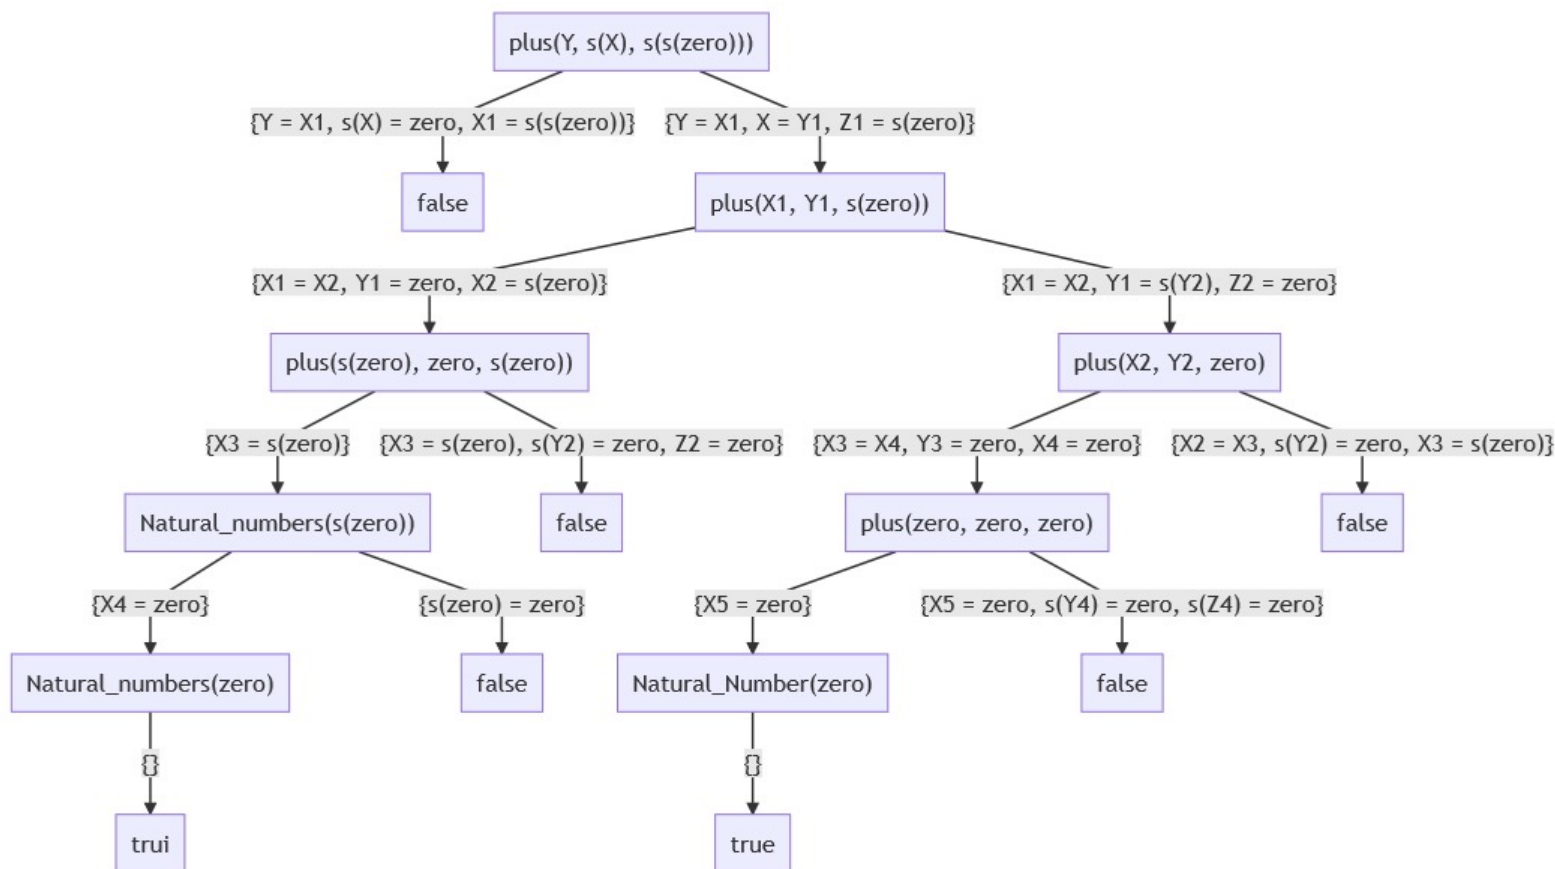 plus(Y, s(X), s(s(zero)))
{Y = X1, s(X) = zero, X1 = s(s(zero))}
{Y = X1, X = Y1, Z1 = s(zero)}
false
plus(X1, Y1, s(zero))
{X1 = X2, Y1 = zero, X2 = s(zero)}
{X1 = X2, Y1 = s(Y2), Z2 = zero}
plus(s(zero), zero, s(zero))
plus(X2, Y2, zero)
{X3 = s(zero)}
{X3 = s(zero), s(Y2) = zero, Z2 = zero}
{X3 = X4, Y3 = zero, X4 = zero}
{X2 = X3, s(Y2) = zero, X3 = s(zero)}
Natural_numbers(s(zero))
false
plus(zero, zero, zero)
false
{X4 = zero}
{s(zero) = zero}
{X5 = zero}
{X5 = zero, s(Y4) = zero, s(Z4) = zero}
Natural_numbers(zero)
false
Natural_Number(zero)
false
{}
{}
trui
true